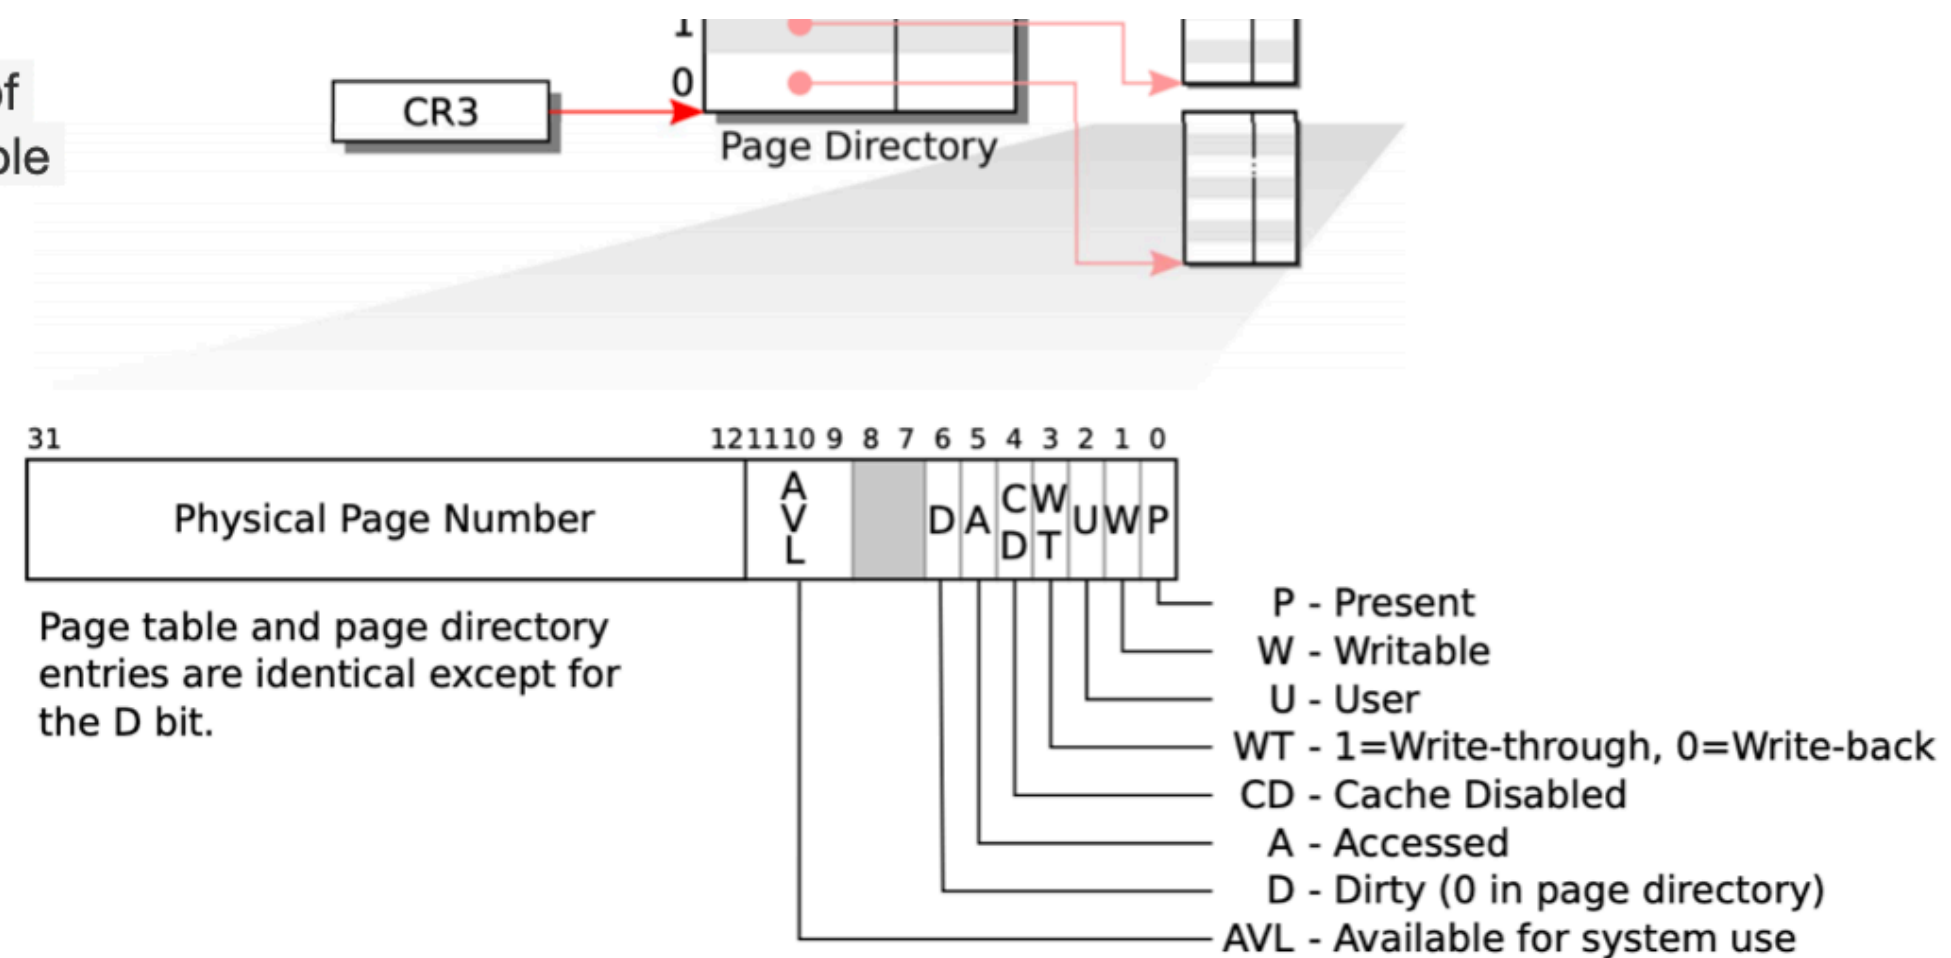 1
of
0
CR3
Page Directory
31 12 11 10 9 8 7 6 5 4 3 2 1 0
Physical Page Number AVL D A CD WT U W P
Page table and page directory
entries are identical except for
the D bit.
P - Present
W - Writable
U - User
WT - 1=Write-through, 0=Write-back
CD - Cache Disabled
A - Accessed
D - Dirty (0 in page directory)
AVL - Available for system use